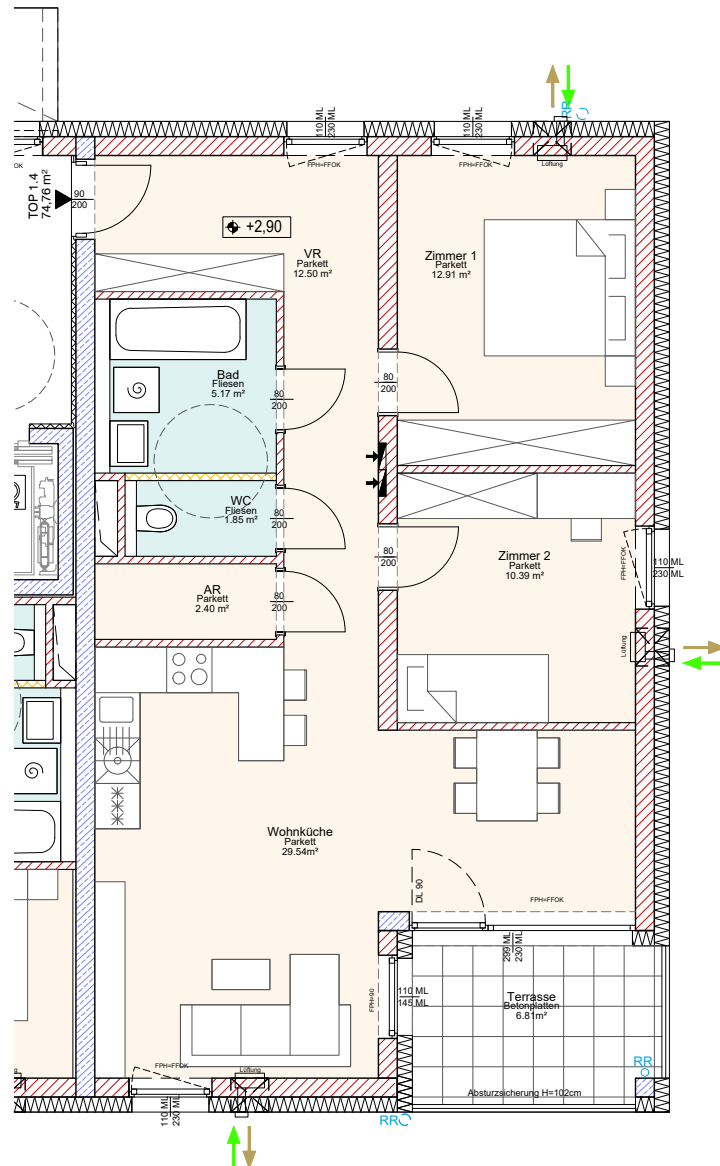 RR
110 ML
230 ML
110 ML
230 ML
FPH=FFOK
FPH=FFOK
Lüftung
TOP 1.4
74,76 m²
90
200
+2,90
VR
Parkett
12.50 m²
Zimmer 1
Parkett
12.91 m²
Bad
Fliesen
5.17 m²
80
200
80
200
WC
Fliesen
1.85 m²
80
200
80
200
Zimmer 2
Parkett
10.39 m²
FPH=FFOK
110 ML
230 ML
AR
Parkett
2.40 m²
80
200
Lüftung
Wohnküche
Parkett
29.54m²
DL 90
FPH=FFOK
299 ML
230 ML
FPH=90
110 ML
145 ML
Terrasse
Betonplatten
6.81m²
RR
FPH=FFOK
Lüftung
Absturzsicherung H=102cm
110 ML
230 ML
RR